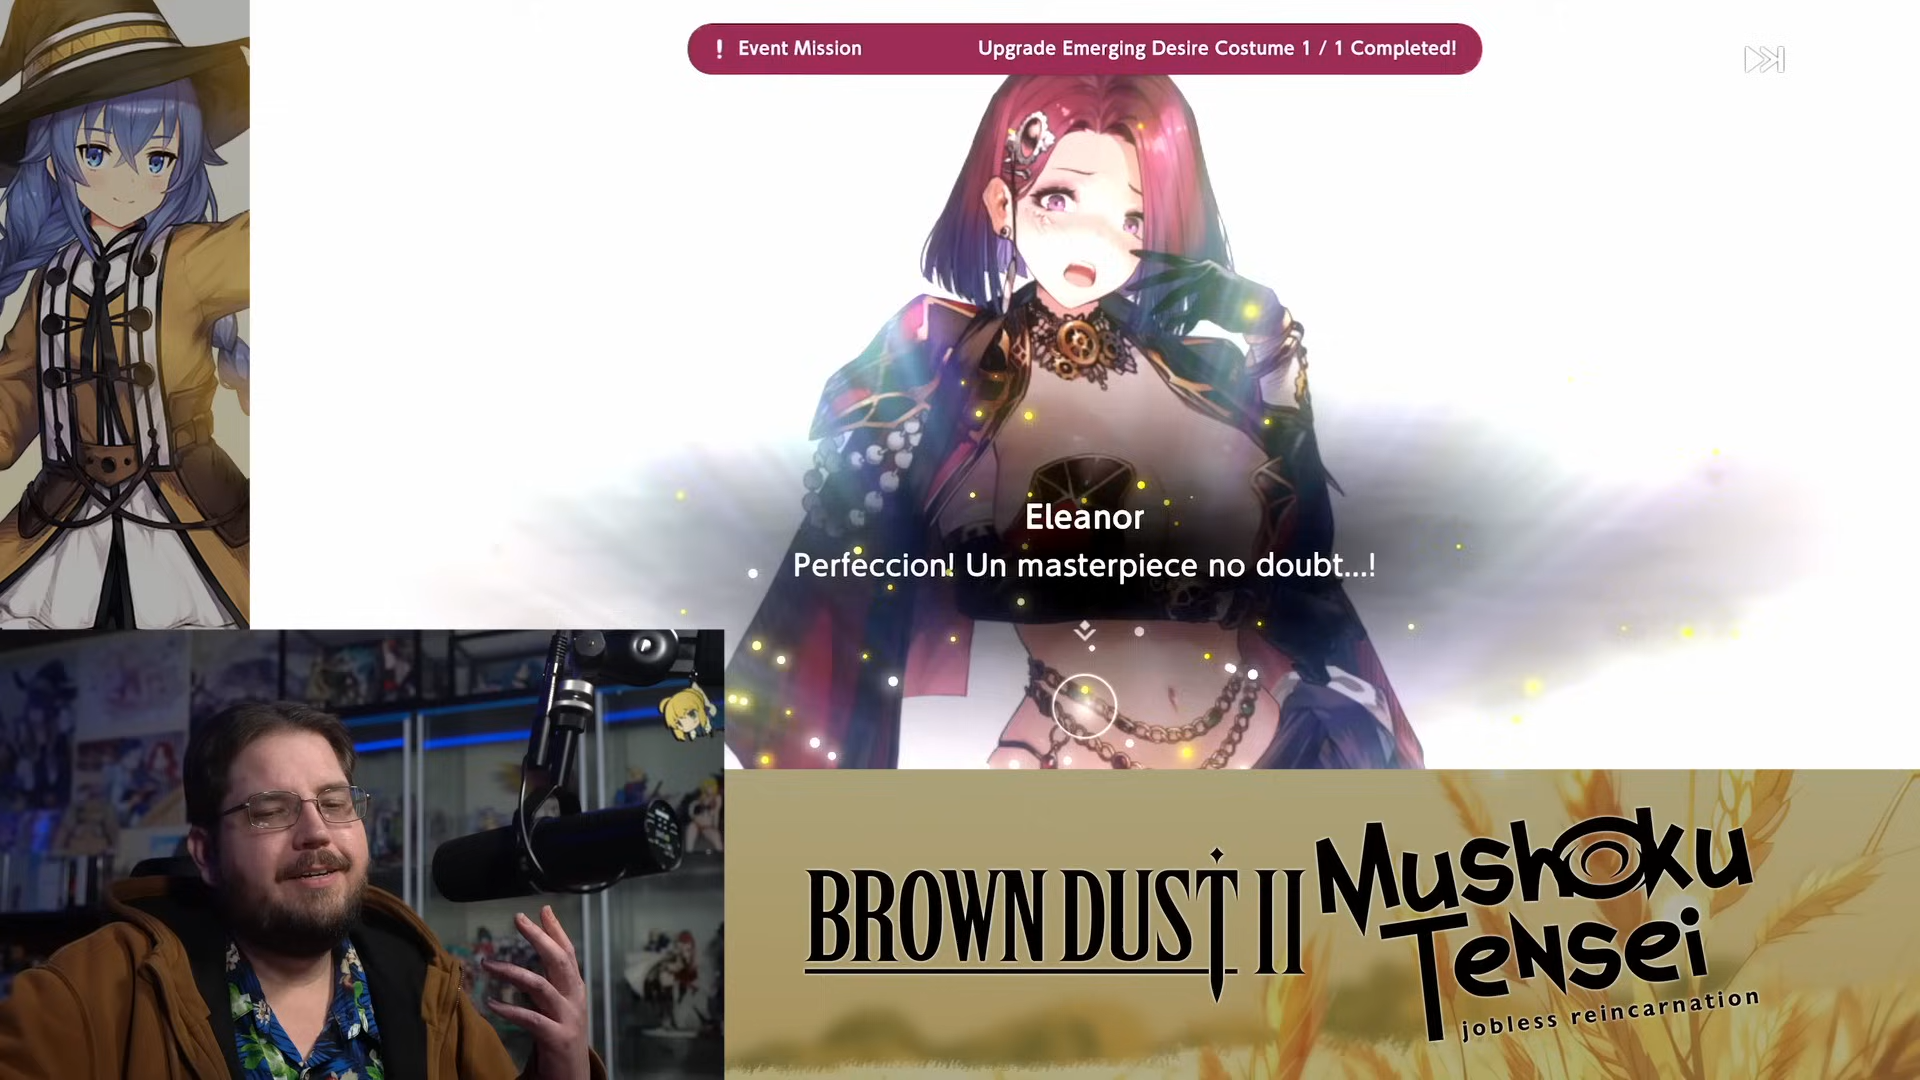 Event Mission
Upgrade Emerging Desire Costume 1 / 1 Completed!
Eleanor
Perfeccion! Un masterpiece no doubt...!
BROWN DUST II
Mushoku
Tensei
jobless reincarnation